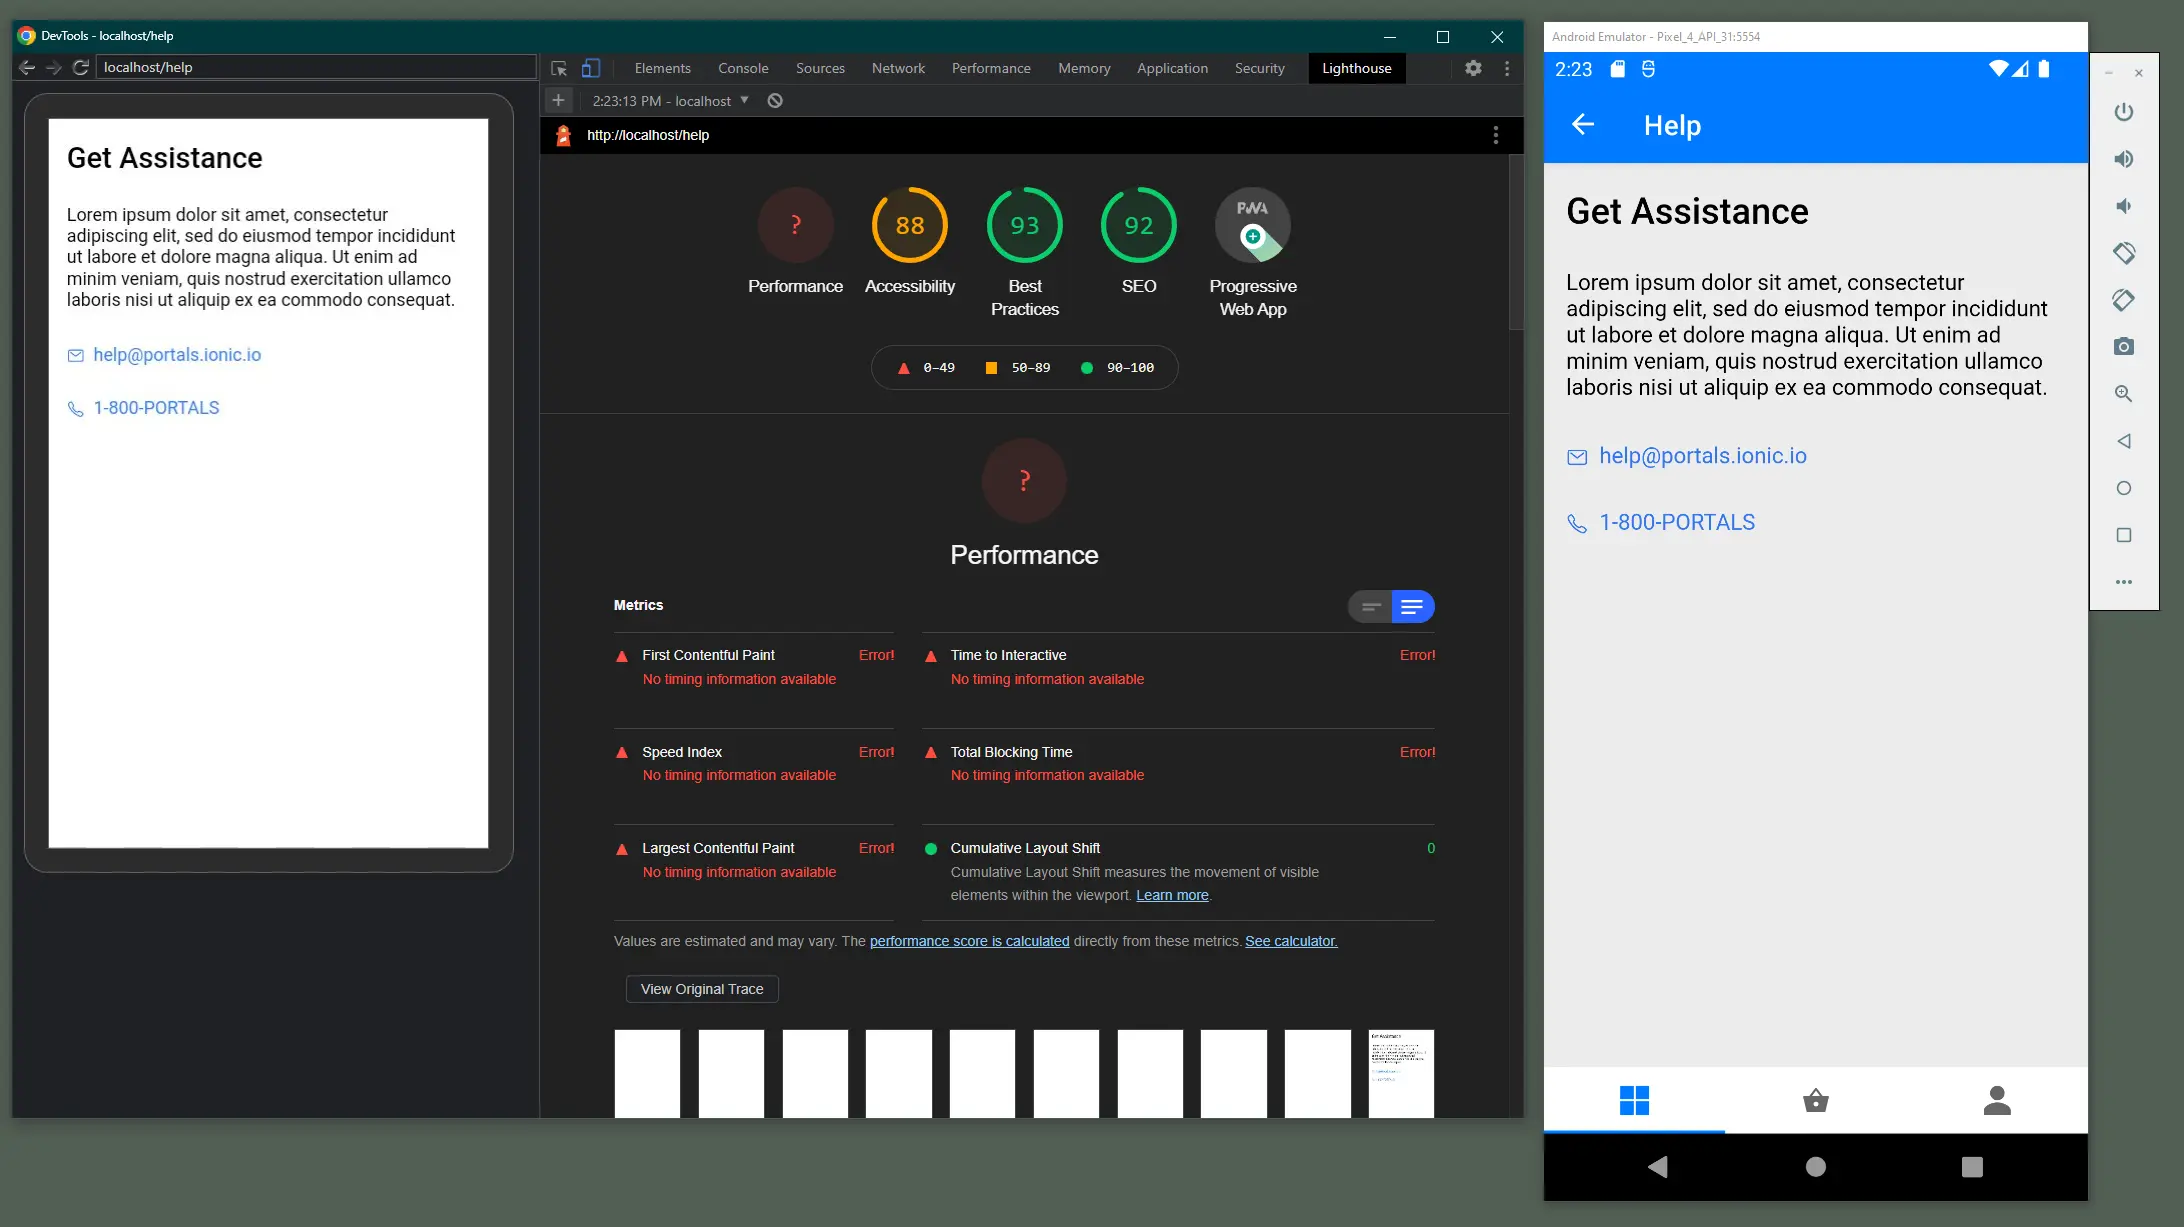 DevTools - localhost/help
localhost/help
Get Assistance
Lorem ipsum dolor sit amet, consectetur
adipiscing elit, sed do eiusmod tempor incididunt
ut labore et dolore magna aliqua. Ut enim ad
minim veniam, quis nostrud exercitation ullamco
laboris nisi ut aliquip ex ea commodo consequat.
help@portals.ionic.io
1-800-PORTALS
Elements Console Sources Network Performance Memory Application Security Lighthouse
2:23:13 PM - localhost
http://localhost/help
? 88 93 92 PWA
Performance Accessibility Best Practices SEO Progressive Web App
0–49 50–89 90–100
?
Performance
Metrics
First Contentful Paint Error!
No timing information available
Time to Interactive Error!
No timing information available
Speed Index Error!
No timing information available
Total Blocking Time Error!
No timing information available
Largest Contentful Paint Error!
No timing information available
Cumulative Layout Shift 0
Cumulative Layout Shift measures the movement of visible
elements within the viewport. Learn more.
Values are estimated and may vary. The performance score is calculated directly from these metrics. See calculator.
View Original Trace
Get Assistance
Android Emulator - Pixel_4_API_31:5554
2:23
Help
Get Assistance
Lorem ipsum dolor sit amet, consectetur
adipiscing elit, sed do eiusmod tempor incididunt
ut labore et dolore magna aliqua. Ut enim ad
minim veniam, quis nostrud exercitation ullamco
laboris nisi ut aliquip ex ea commodo consequat.
help@portals.ionic.io
1-800-PORTALS